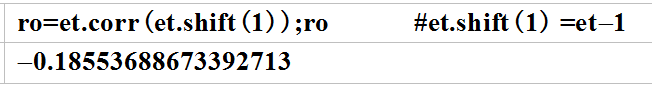 ro=et.corr(et.shift(1));ro #et.shift(1) =et−1
−0.18553688673392713